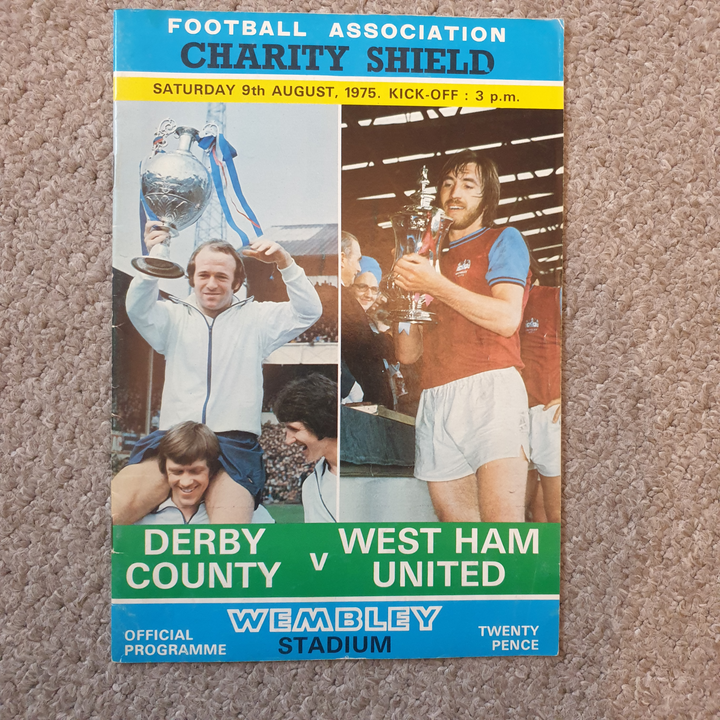 FOOTBALL ASSOCIATION
CHARITY SHIELD
SATURDAY 9th AUGUST, 1975. KICK-OFF : 3 p.m.
DERBY COUNTY
v
WEST HAM UNITED
WEMBLEY
STADIUM
OFFICIAL
PROGRAMME
TWENTY
PENCE